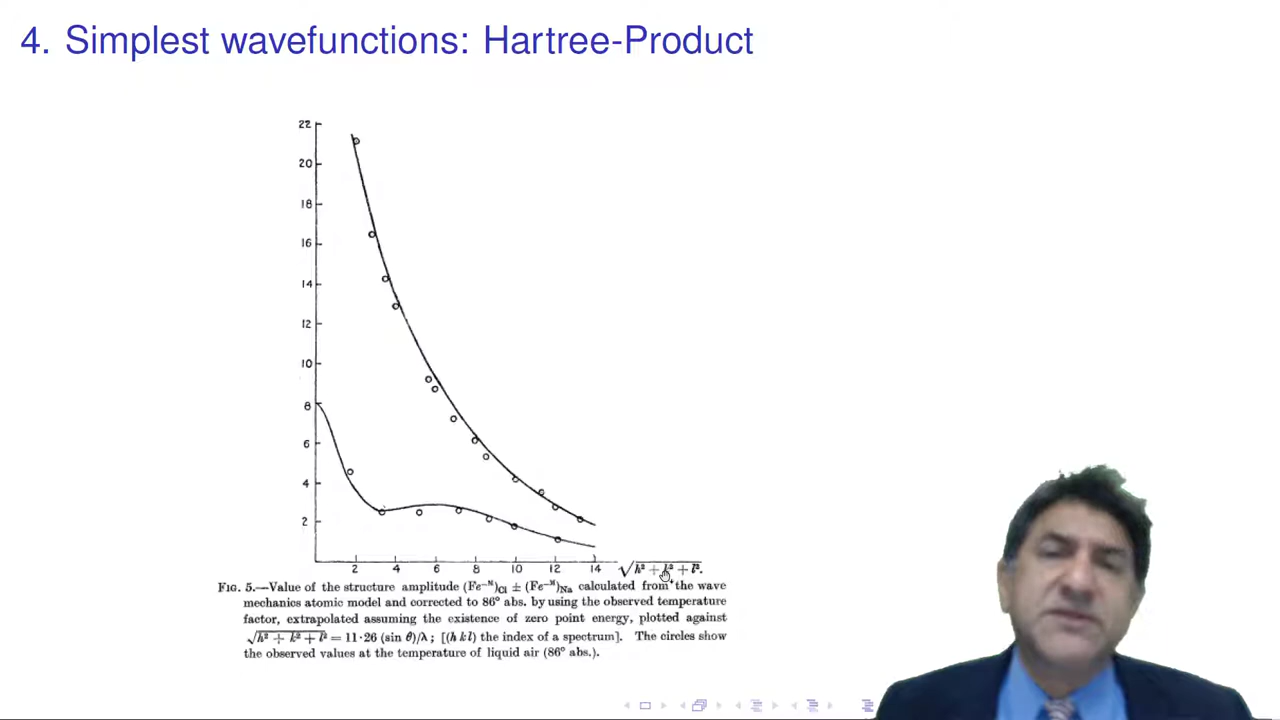 4. Simplest wavefunctions: Hartree-Product
22
20
18
16
14
12
10
8
6
4
2
2 4 6 8 10 12 14 √h² + k² + l².
FIG. 5.—Value of the structure amplitude (Fe⁻ᴹ)Cl ± (Fe⁻ᴹ)Na calculated from the wave
mechanics atomic model and corrected to 86° abs. by using the observed temperature
factor, extrapolated assuming the existence of zero point energy, plotted against
√h² + k² + l² = 11·26 (sin θ)/λ; [(h k l) the index of a spectrum]. The circles show
the observed values at the temperature of liquid air (86° abs.).